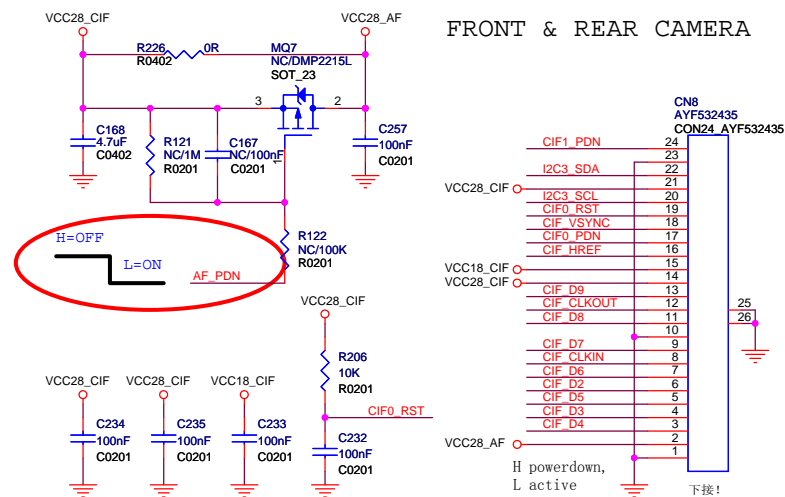 FRONT & REAR CAMERA
VCC28_CIF
VCC28_AF
R226
0R
R0402
MQ7
NC/DMP2215L
SOT_23
3
2
1
C168
4.7uF
C0402
R121
NC/1M
R0201
C167
NC/100nF
C0201
C257
100nF
C0201
R122
NC/100K
R0201
H=OFF
L=ON
AF_PDN
VCC28_CIF
R206
10K
R0201
CIF0_RST
C232
100nF
C0201
VCC28_CIF
C234
100nF
C0201
VCC28_CIF
C235
100nF
C0201
VCC18_CIF
C233
100nF
C0201
CN8
AYF532435
CON24_AYF532435
CIF1_PDN 24
23
I2C3_SDA 22
VCC28_CIF 21
I2C3_SCL 20
CIF0_RST 19
CIF_VSYNC 18
CIF0_PDN 17
CIF_HREF 16
VCC18_CIF 15
VCC28_CIF 14
CIF_D9 13
CIF_CLKOUT 12
CIF_D8 11
10
CIF_D7 9
CIF_CLKIN 8
CIF_D6 7
CIF_D2 6
CIF_D5 5
CIF_D3 4
CIF_D4 3
VCC28_AF 2
1
25
26
H powerdown,
L active
下接!